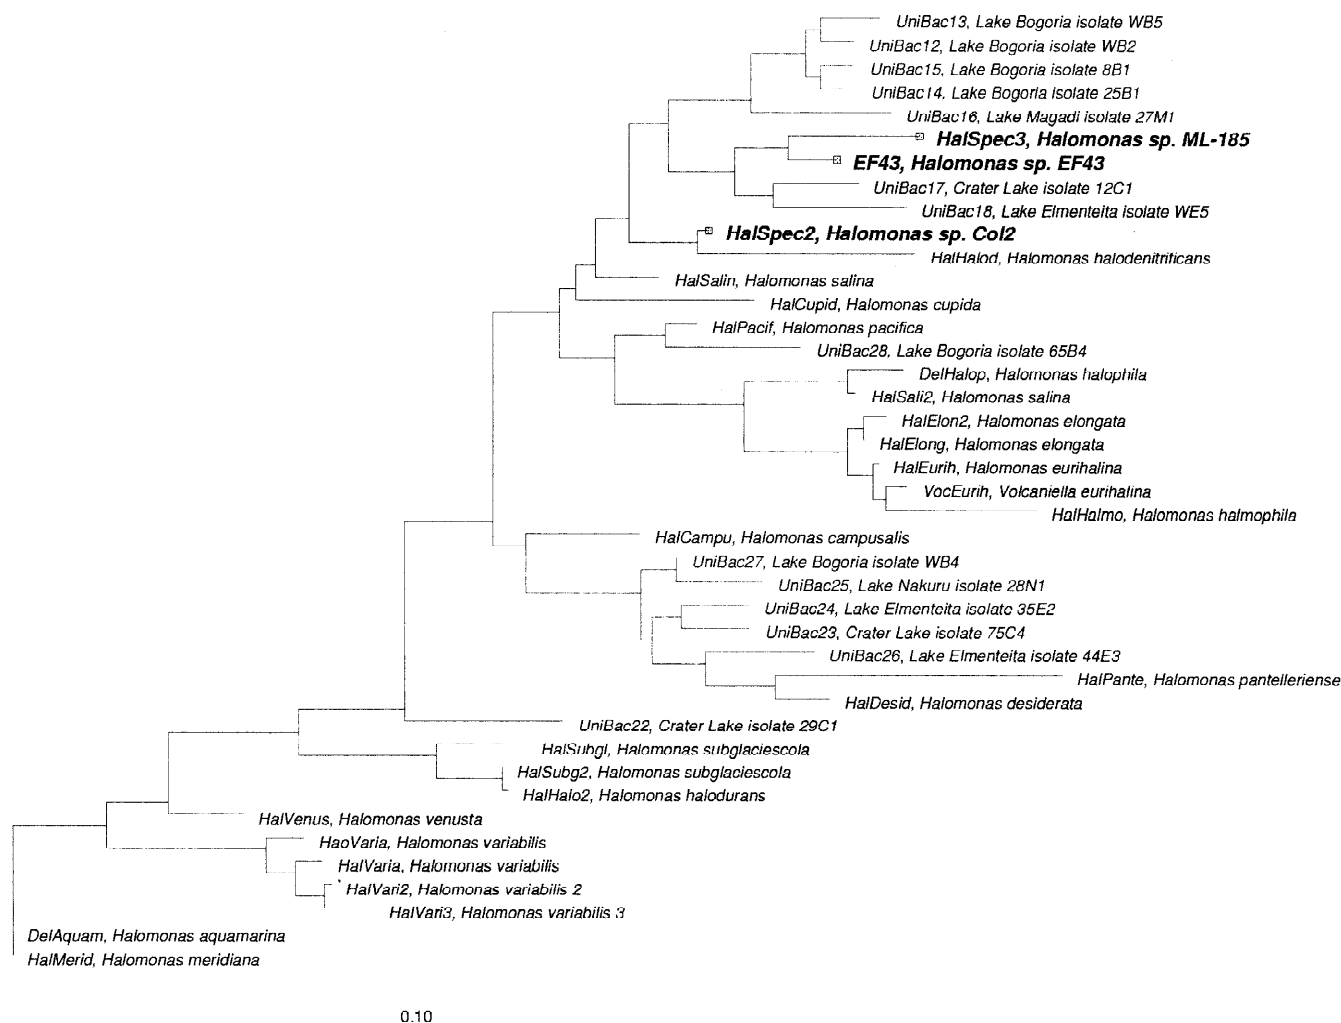 UniBac13, Lake Bogoria isolate WB5
UniBac12, Lake Bogoria isolate WB2
UniBac15, Lake Bogoria isolate 8B1
UniBac14, Lake Bogoria isolate 25B1
UniBac16, Lake Magadi isolate 27M1
HalSpec3, Halomonas sp. ML-185
EF43, Halomonas sp. EF43
UniBac17, Crater Lake isolate 12C1
UniBac18, Lake Elmenteita isolate WE5
HalSpec2, Halomonas sp. Col2
HalHalod, Halomonas halodenitrificans
HalSalin, Halomonas salina
HalCupid, Halomonas cupida
HalPacif, Halomonas pacifica
UniBac28, Lake Bogoria isolate 65B4
DelHalop, Halomonas halophila
HalSali2, Halomonas salina
HalElon2, Halomonas elongata
HalElong, Halomonas elongata
HalEurih, Halomonas eurihalina
VocEurih, Volcaniella eurihalina
HalHalmo, Halomonas halmophila
HalCampu, Halomonas campusalis
UniBac27, Lake Bogoria isolate WB4
UniBac25, Lake Nakuru isolate 28N1
UniBac24, Lake Elmenteita isolate 35E2
UniBac23, Crater Lake isolate 75C4
UniBac26, Lake Elmenteita isolate 44E3
HalPante, Halomonas pantelleriense
HalDesid, Halomonas desiderata
UniBac22, Crater Lake isolate 29C1
HalSubgl, Halomonas subglaciescola
HalSubg2, Halomonas subglaciescola
HalHalo2, Halomonas halodurans
HalVenus, Halomonas venusta
HaoVaria, Halomonas variabilis
HalVaria, Halomonas variabilis
HalVari2, Halomonas variabilis 2
HalVari3, Halomonas variabilis 3
DelAquam, Halomonas aquamarina
HalMerid, Halomonas meridiana
0.10